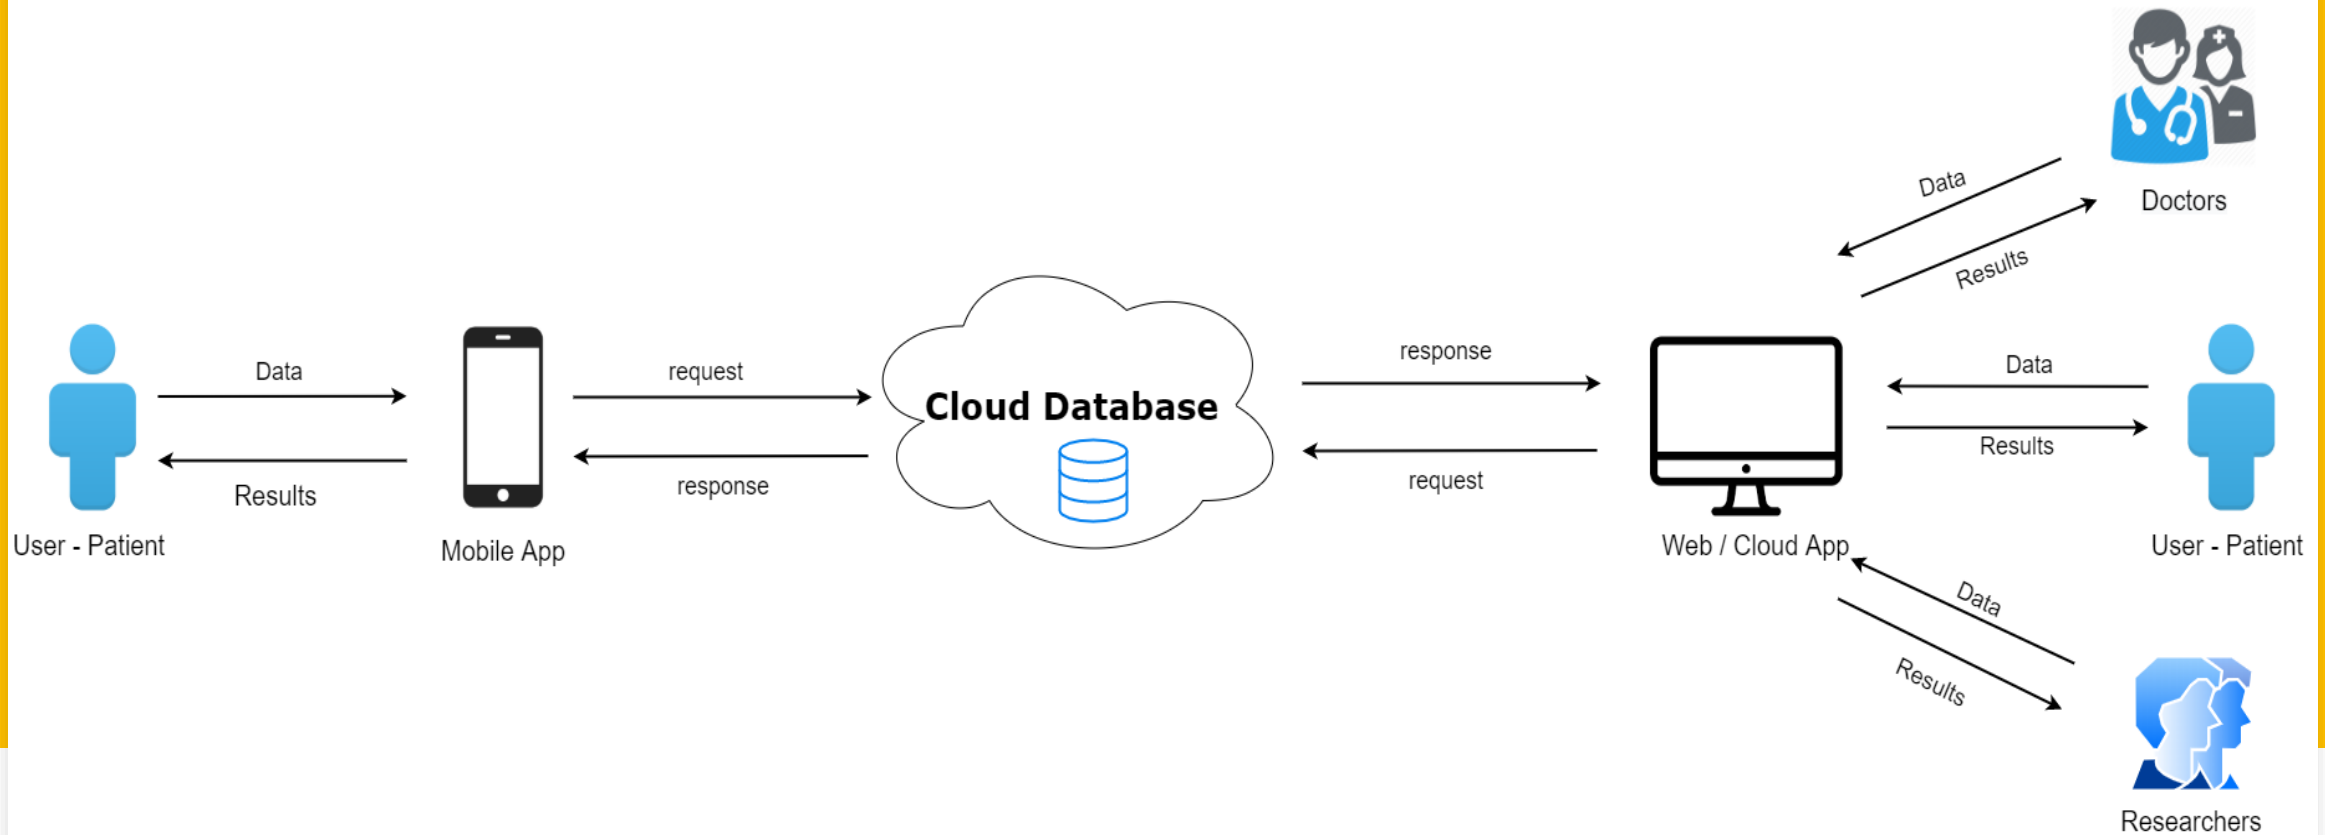 Data
Doctors
Results
response
Data
Data
request
Cloud Database
Results
Results
response
request
User - Patient
Mobile App
Web / Cloud App
User - Patient
Data
Results
Researchers